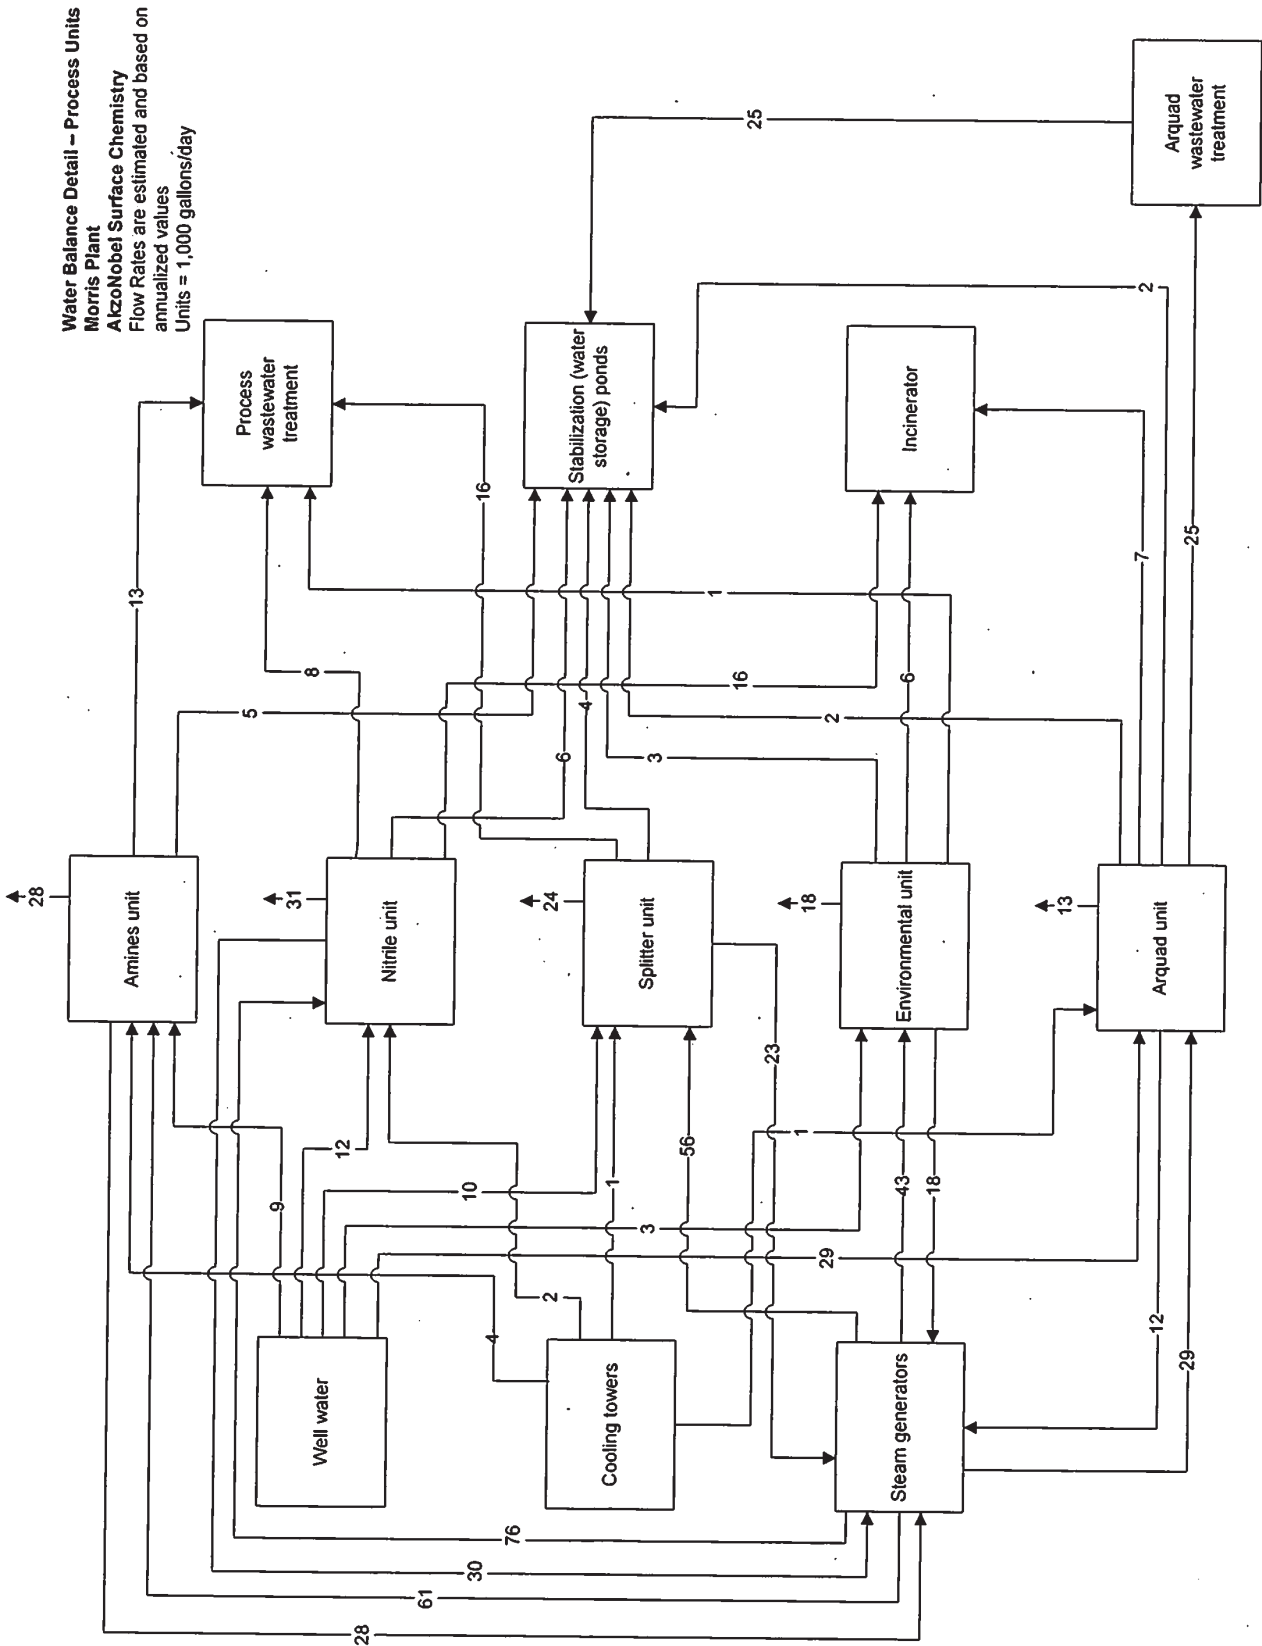 Water Balance Detail – Process Units
Morris Plant
AkzoNobel Surface Chemistry
Flow Rates are estimated and based on
annualized values
Units = 1,000 gallons/day
28
13
5
Amines unit
31
8
6
16
Nitrile unit
24
16
4
Splitter unit
18
3
6
1
Environmental unit
13
2
7
2
25
Arquad unit
Process
wastewater
treatment
Stabilization (water
storage) ponds
Incinerator
25
Arquad
wastewater
treatment
9
12
10
3
29
Well water
4
2
1
1
Cooling towers
56
23
43
18
12
29
Steam generators
76
30
61
28